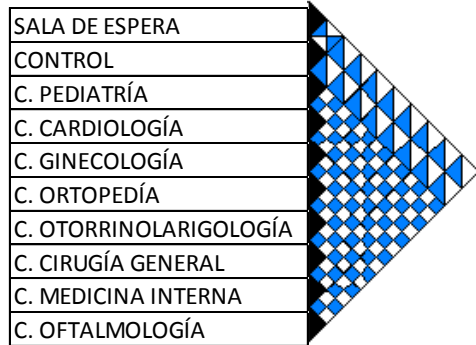 SALA DE ESPERA
CONTROL
C. PEDIATRÍA
C. CARDIOLOGÍA
C. GINECOLOGÍA
C. ORTOPEDÍA
C. OTORRINOLARIGOLOGÍA
C. CIRUGÍA GENERAL
C. MEDICINA INTERNA
C. OFTALMOLOGÍA